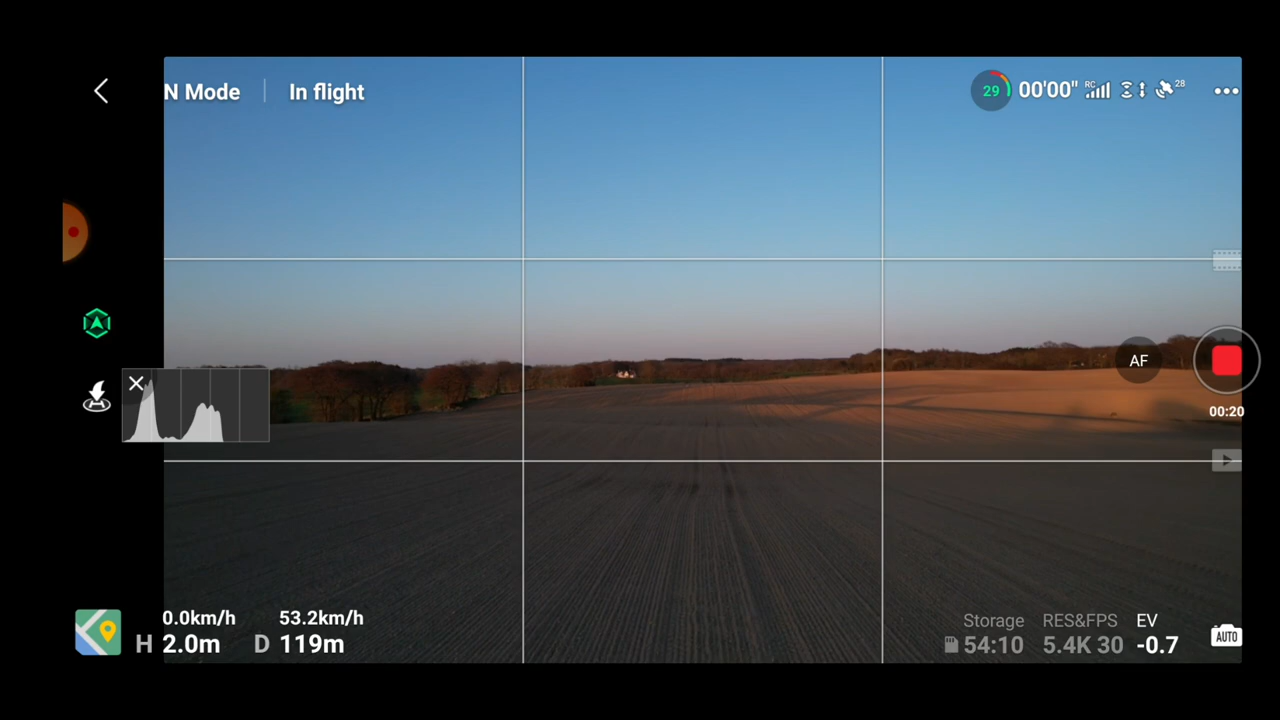 N Mode | In flight
29 00'00" RC 28
AF
00:20
0.0km/h 53.2km/h
H 2.0m D 119m
Storage RES&FPS EV
54:10 5.4K 30 -0.7
AUTO